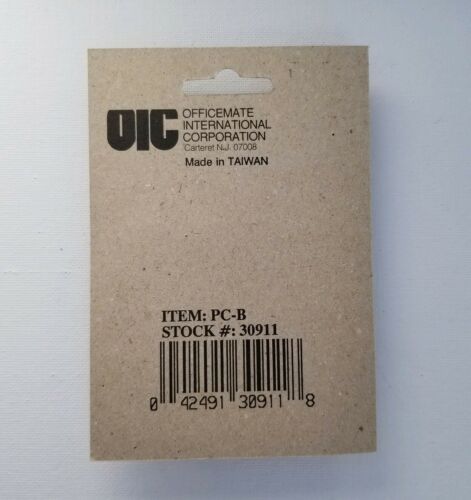 OIC
OFFICEMATE
INTERNATIONAL
CORPORATION
Carteret N.J. 07008
Made in TAIWAN
ITEM: PC-B
STOCK #: 30911
0 42491 30911 8